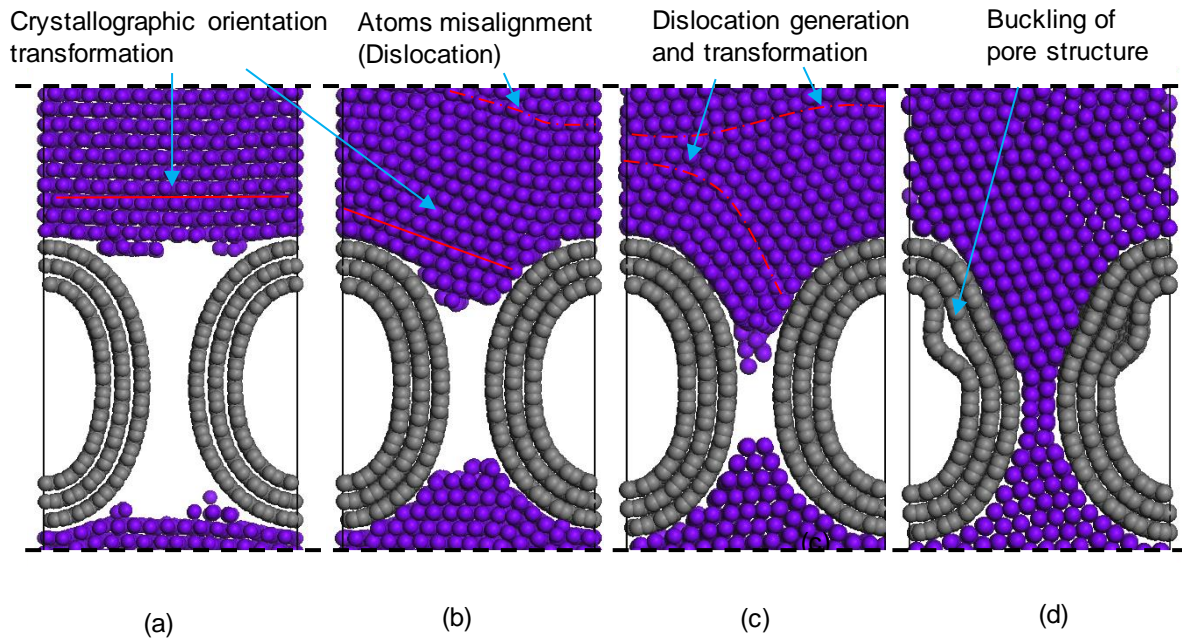 Crystallographic orientation
transformation
Atoms misalignment
(Dislocation)
Dislocation generation
and transformation
Buckling of
pore structure
(c)
(a)
(b)
(c)
(d)